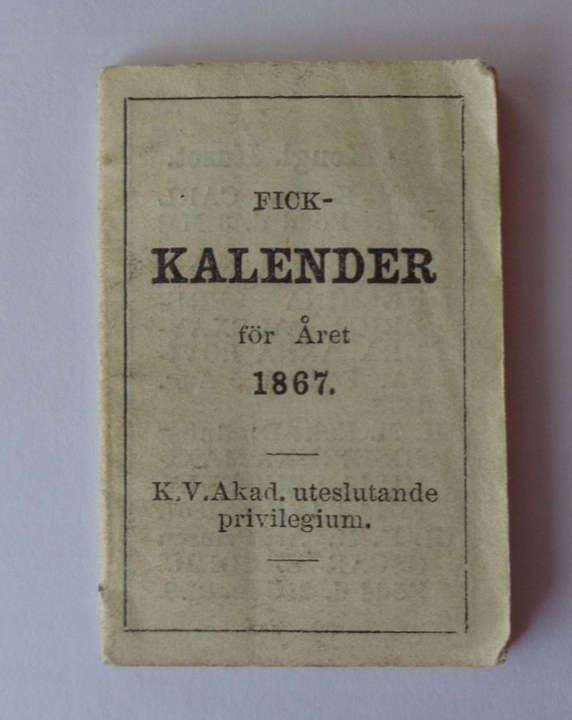 FICK-
KALENDER
för Året
1867.
K.V.Akad. uteslutande
privilegium.